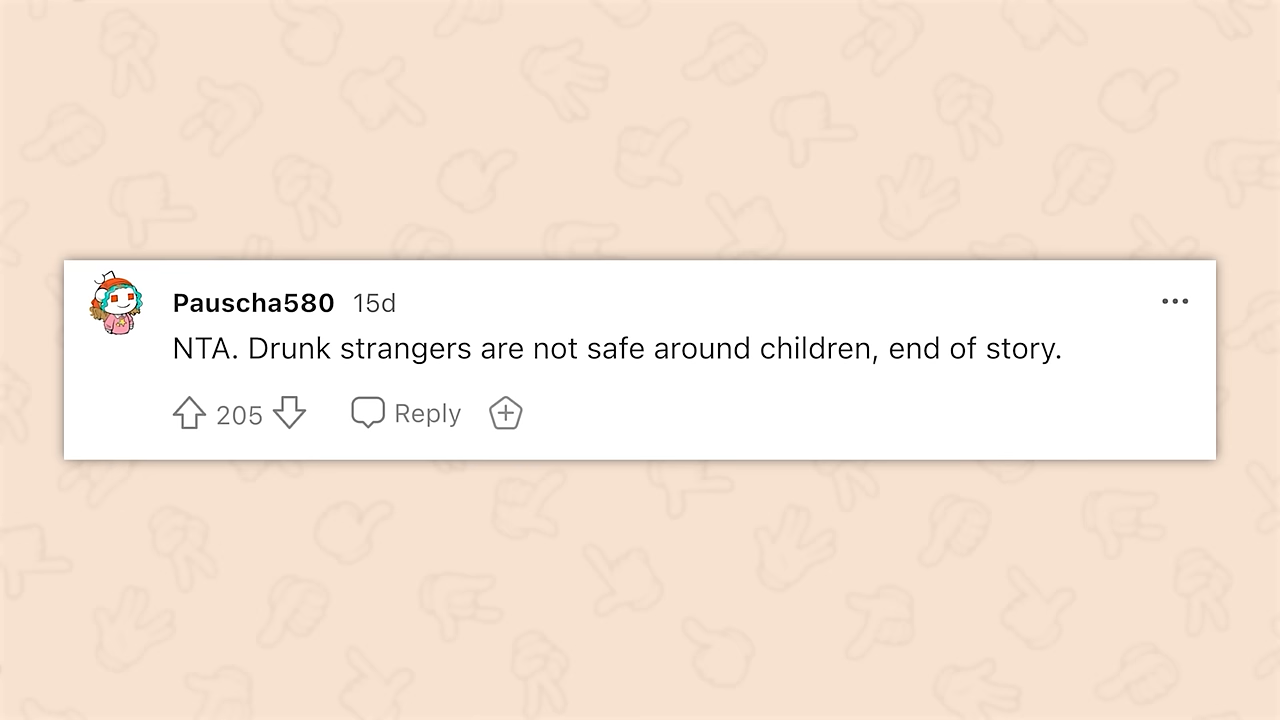 Pauscha580 15d
NTA. Drunk strangers are not safe around children, end of story.
205 Reply